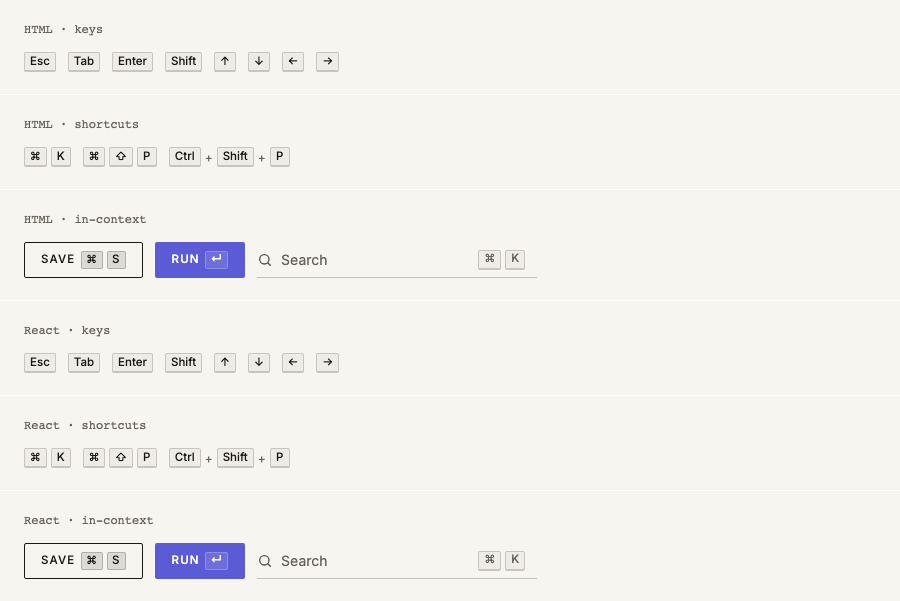 HTML · keys
Esc Tab Enter Shift ↑ ↓ ← →
HTML · shortcuts
⌘ K ⌘ ⇧ P Ctrl + Shift + P
HTML · in-context
SAVE ⌘ S RUN ↵ Search ⌘ K
React · keys
Esc Tab Enter Shift ↑ ↓ ← →
React · shortcuts
⌘ K ⌘ ⇧ P Ctrl + Shift + P
React · in-context
SAVE ⌘ S RUN ↵ Search ⌘ K